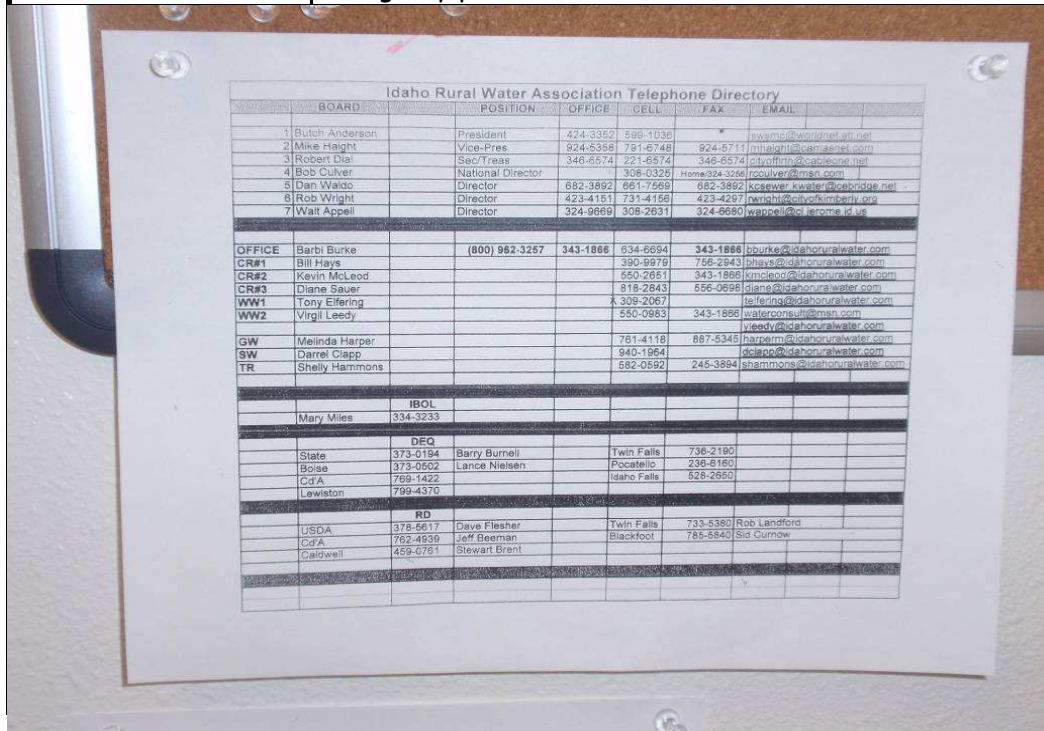 Idaho Rural Water Association Telephone Directory
BOARD POSITION OFFICE CELL FAX EMAIL
1 Butch Anderson President 424-3352 599-1036 swsmc@worldnet.att.net
2 Mike Haight Vice-Pres. 924-5358 791-6748 924-5711 mhaight@camasnet.com
3 Robert Dial Sec/Treas 346-6574 221-6574 346-6574 cityoffirth@cableone.net
4 Bob Culver National Director 308-0325 Home/324-3256 rcculver@msn.com
5 Dan Waldo Director 682-3892 661-7569 682-3892 kcsewer.kwater@cebridge.net
6 Rob Wright Director 423-4151 731-4156 423-4297 rwright@cityofkimberly.org
7 Walt Appell Director 324-9669 308-2631 324-6680 wappell@ci.jerome.id.us
OFFICE Barbi Burke (800) 962-3257 343-1866 634-6694 343-1866 bburke@idahoruralwater.com
CR#1 Bill Hays 390-9979 756-2943 bhays@idahoruralwater.com
CR#2 Kevin McLeod 550-2651 343-1866 kmcleod@idahoruralwater.com
CR#3 Diane Sauer 818-2843 556-0698 diane@idahoruralwater.com
WW1 Tony Elfering 309-2067 telfering@idahoruralwater.com
WW2 Virgil Leedy 550-0983 343-1866 waterconsult@msn.com
vleedy@idahoruralwater.com
GW Melinda Harper 761-4118 887-5345 harperm@idahoruralwater.com
SW Darrel Clapp 940-1964 dclapp@idahoruralwater.com
TR Shelly Hammons 582-0592 245-3894 shammons@idahoruralwater.com
IBOL
Mary Miles 334-3233
DEQ
State 373-0194 Barry Burnell Twin Falls 736-2190
Boise 373-0502 Lance Nielsen Pocatello 236-6160
Cd'A 769-1422 Idaho Falls 528-2650
Lewiston 799-4370
RD
USDA 378-5617 Dave Flesher Twin Falls 733-5380 Rob Landford
Cd'A 762-4939 Jeff Beeman Blackfoot 785-5840 Sid Curnow
Caldwell 459-0761 Stewart Brent